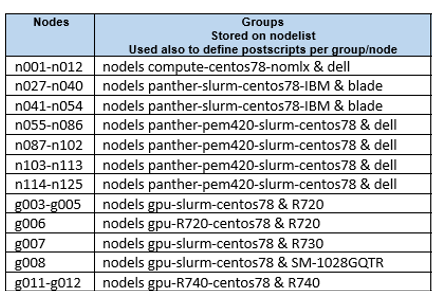 Nodes Groups
Stored on nodelist
Used also to define postscripts per group/node
n001-n012 nodels compute-centos78-nomlx & dell
n027-n040 nodels panther-slurm-centos78-IBM & blade
n041-n054 nodels panther-slurm-centos78-IBM & blade
n055-n086 nodels panther-pem420-slurm-centos78 & dell
n087-n102 nodels panther-pem420-slurm-centos78 & dell
n103-n113 nodels panther-pem420-slurm-centos78 & dell
n114-n125 nodels panther-pem420-slurm-centos78 & dell
g003-g005 nodels gpu-slurm-centos78 & R720
g006 nodels gpu-R720-centos78 & R720
g007 nodels gpu-slurm-centos78 & R730
g008 nodels gpu-slurm-centos78 & SM-1028GQTR
g011-g012 nodels gpu-R740-centos78 & R740